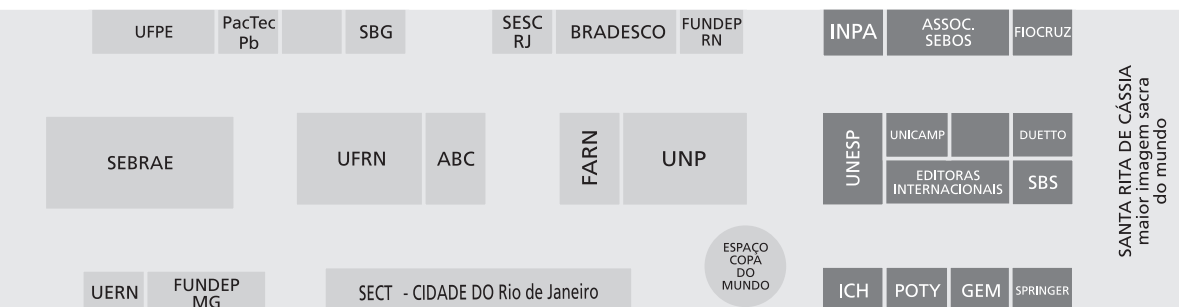 UFPE
PacTec
Pb
SBG
SESC
RJ
BRADESCO
FUNDEP
RN
INPA
ASSOC.
SEBOS
FIOCRUZ
SEBRAE
UFRN
ABC
FARN
UNP
UNESP
UNICAMP
DUETTO
EDITORAS
INTERNACIONAIS
SBS
SANTA RITA DE CÁSSIA
maior imagem sacra
do mundo
ESPAÇO
COPA
DO
MUNDO
UERN
FUNDEP
MG
SECT - CIDADE DO Rio de Janeiro
ICH
POTY
GEM
SPRINGER